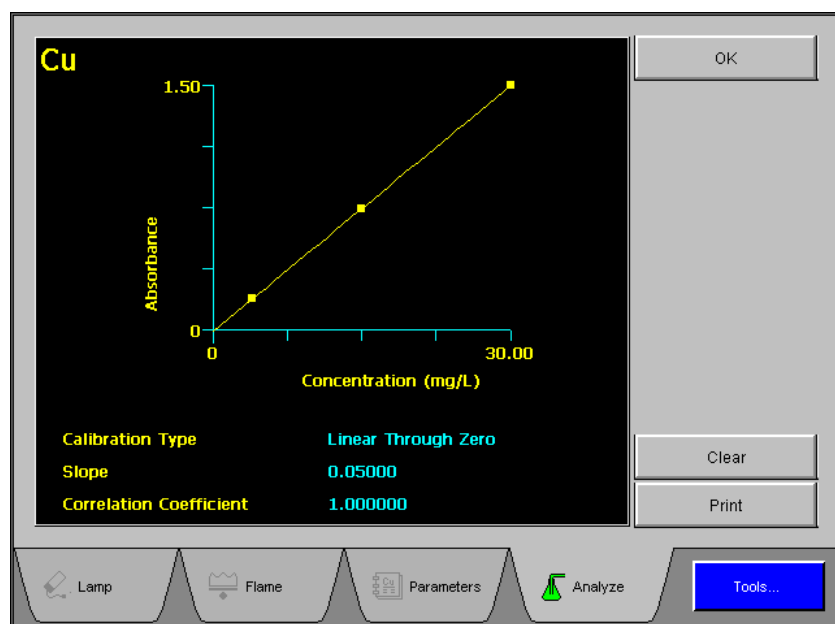 Cu
OK
1.50
Absorbance
0
0
30.00
Concentration (mg/L)
Calibration Type Linear Through Zero
Slope 0.05000
Correlation Coefficient 1.000000
Clear
Print
Lamp
Flame
Cu
Parameters
Analyze
Tools...